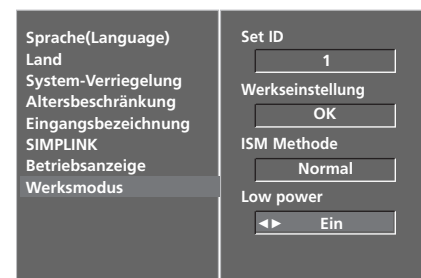 Sprache(Language)
Land
System-Verriegelung
Altersbeschränkung
Eingangsbezeichnung
SIMPLINK
Betriebsanzeige
Werksmodus
Set ID
1
Werkseinstellung
OK
ISM Methode
Normal
Low power
◄► Ein